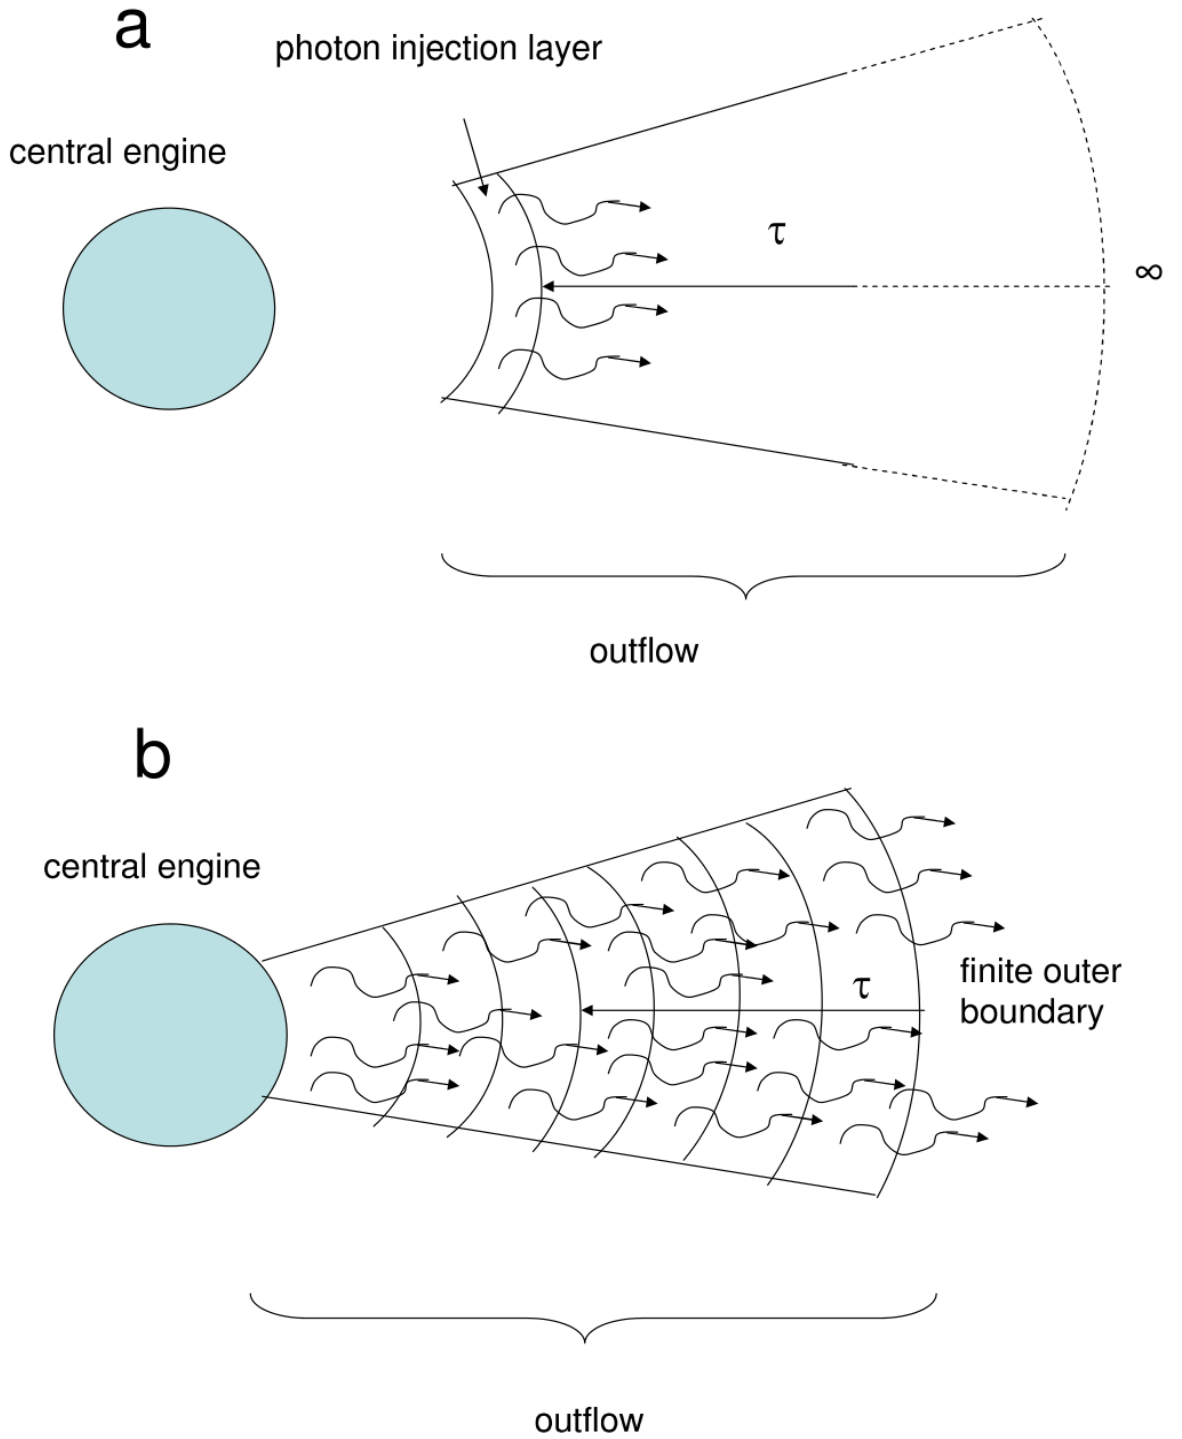 a
photon injection layer
central engine
τ
∞
outflow
b
central engine
τ
finite outer
boundary
outflow